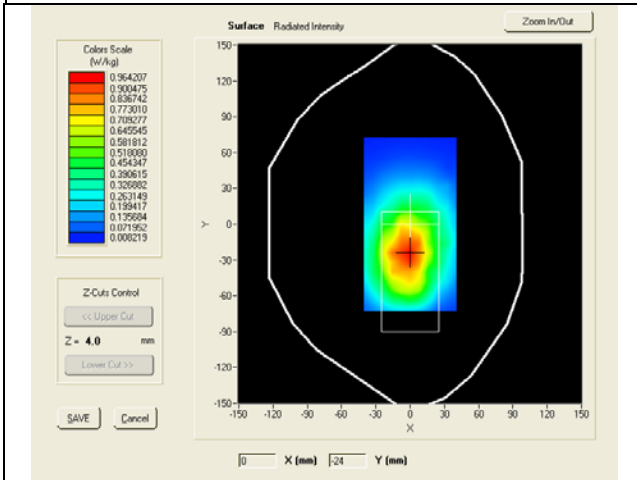 Surface Radiated Intensity
Zoom In/Out
Colors Scale
(W/kg)
0.964207
0.900475
0.836742
0.773010
0.709277
0.645545
0.581812
0.518080
0.454347
0.390615
0.326882
0.263149
0.199417
0.135684
0.071952
0.008219
Z-Cuts Control
<< Upper Cut
Z = 4.0 mm
Lower Cut >>
SAVE
Cancel
150
120
90
60
30
0
-30
-60
-90
-120
-150
Y
-150 -120 -90 -60 -30 0 30 60 90 120 150
X
0 X (mm) -24 Y (mm)